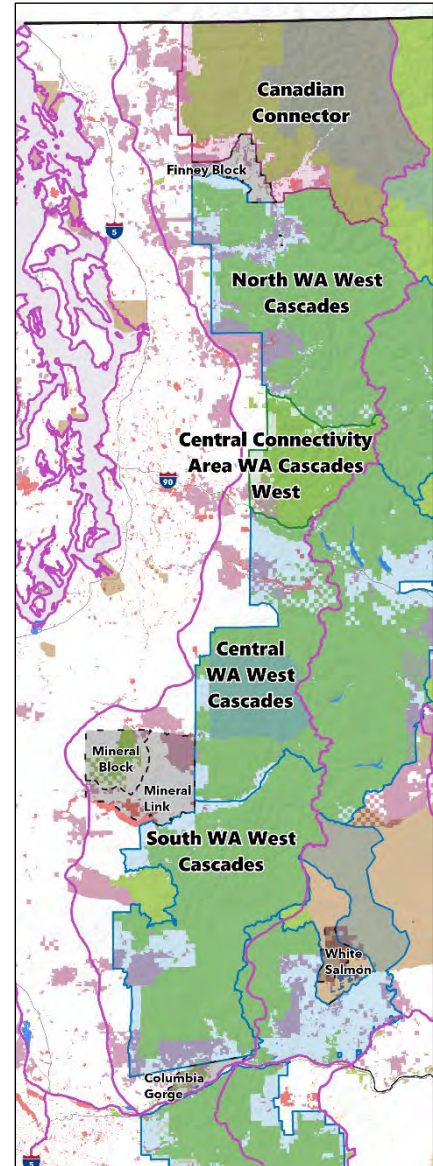 Canadian
Connector
Finney Block
5
North WA West
Cascades
Central Connectivity
Area WA Cascades
West
90
Central
WA West
Cascades
Mineral
Block
Mineral
Link
South WA West
Cascades
White
Salmon
Columbia
Gorge
5